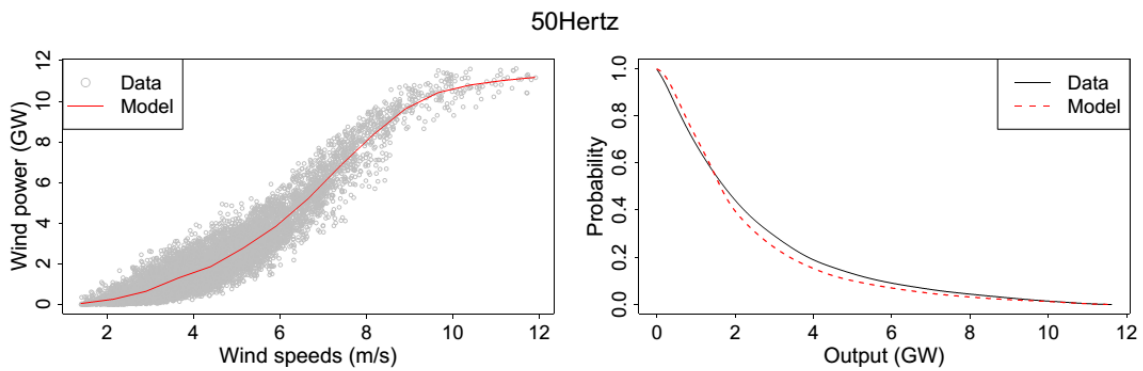 50Hertz
Wind power (GW)
0 2 4 6 8 10 12
Data
Model
2 4 6 8 10 12
Wind speeds (m/s)
Probability
0.0 0.2 0.4 0.6 0.8 1.0
Data
Model
0 2 4 6 8 10 12
Output (GW)